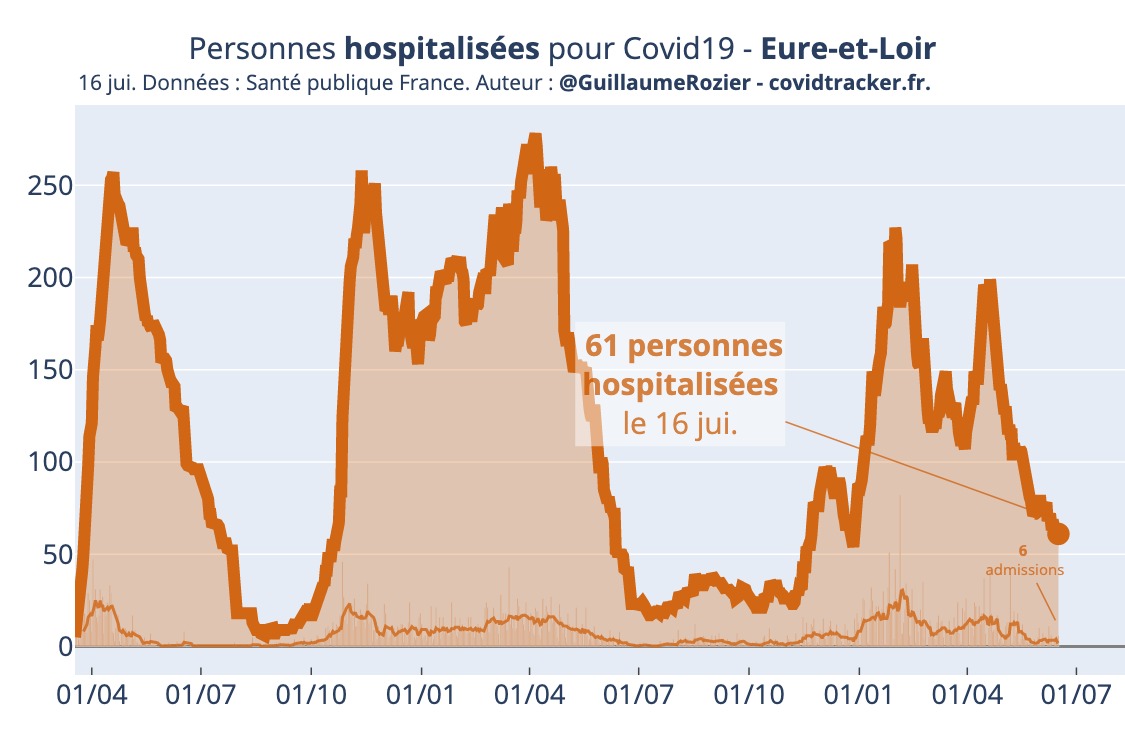 Personnes hospitalisées pour Covid19 - Eure-et-Loir
16 jui. Données : Santé publique France. Auteur : @GuillaumeRozier - covidtracker.fr.
250
200
150
100
50
0
61 personnes
hospitalisées
le 16 jui.
6
admissions
01/04 01/07 01/10 01/01 01/04 01/07 01/10 01/01 01/04 01/07